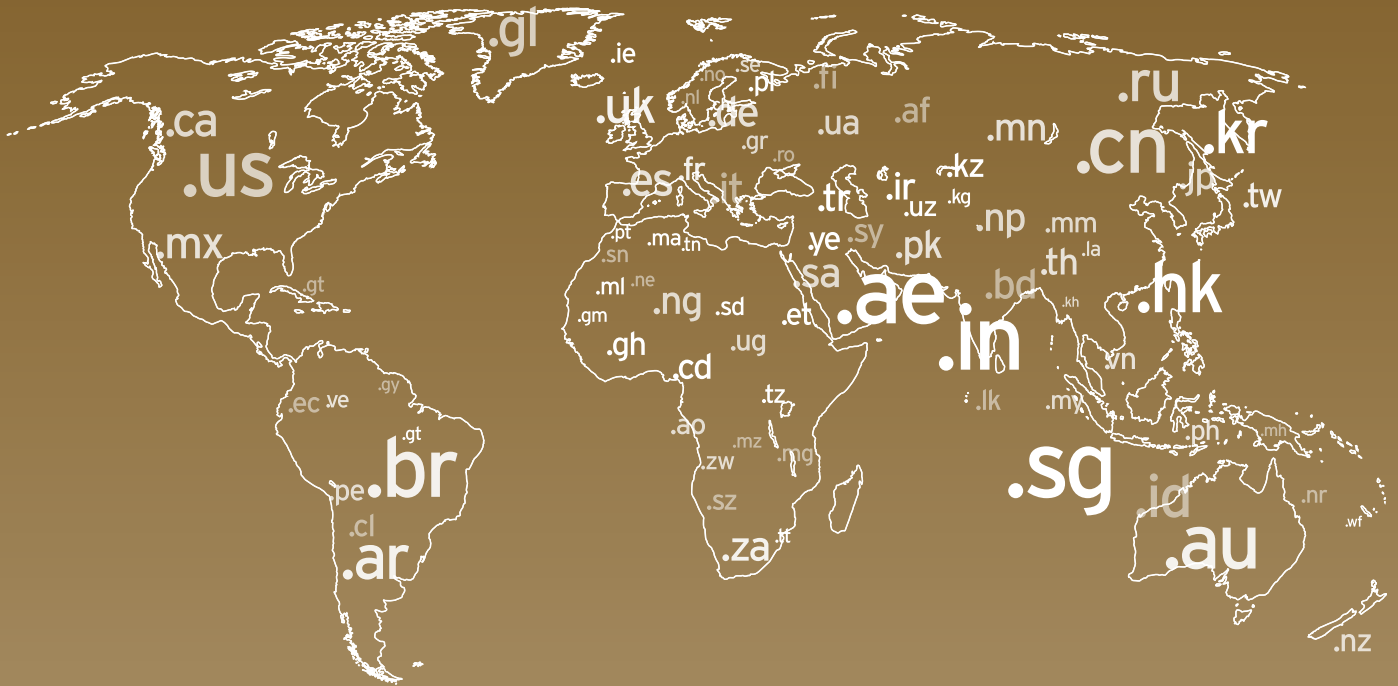 .gl
.ie
.no
.se
.pl
.fi
.ru
.ca
.uk
.nl
.de
.af
.ua
.mn
.kr
.gr
.cn
.us
.ro
.fr
.es
.it
.kz
.jp
.tr
.ir
.uz
.kg
.tw
.mx
.pt
.ma
.tn
.ye
.sy
.np
.mm
.sn
.pk
.la
.th
.gt
.ml
.ne
.sa
.bd
.hk
.gm
.ng
.sd
.et
.ae
.kh
.gh
.ug
.in
.cd
.vn
.gy
.ec
.ve
.tz
.lk
.my
.gt
.ao
.ph
.mh
.br
.zw
.mz
.mg
.sg
.pe
.sz
.id
.nr
.cl
.wf
.ar
.za
.tt
.au
.nz